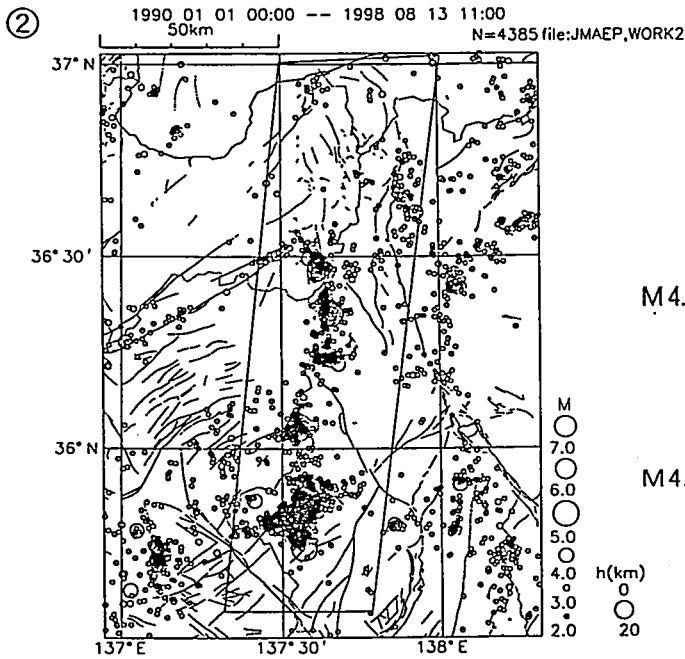 ②
1990 01 01 00:00 -- 1998 08 13 11:00
50km
N=4385 file:JMAEP,WORK2
37° N
36° 30′
36° N
137° E
137° 30′
138° E
96
M4.
M4.
M
7.0
6.0
5.0
4.0
3.0
2.0
h(km)
0
20